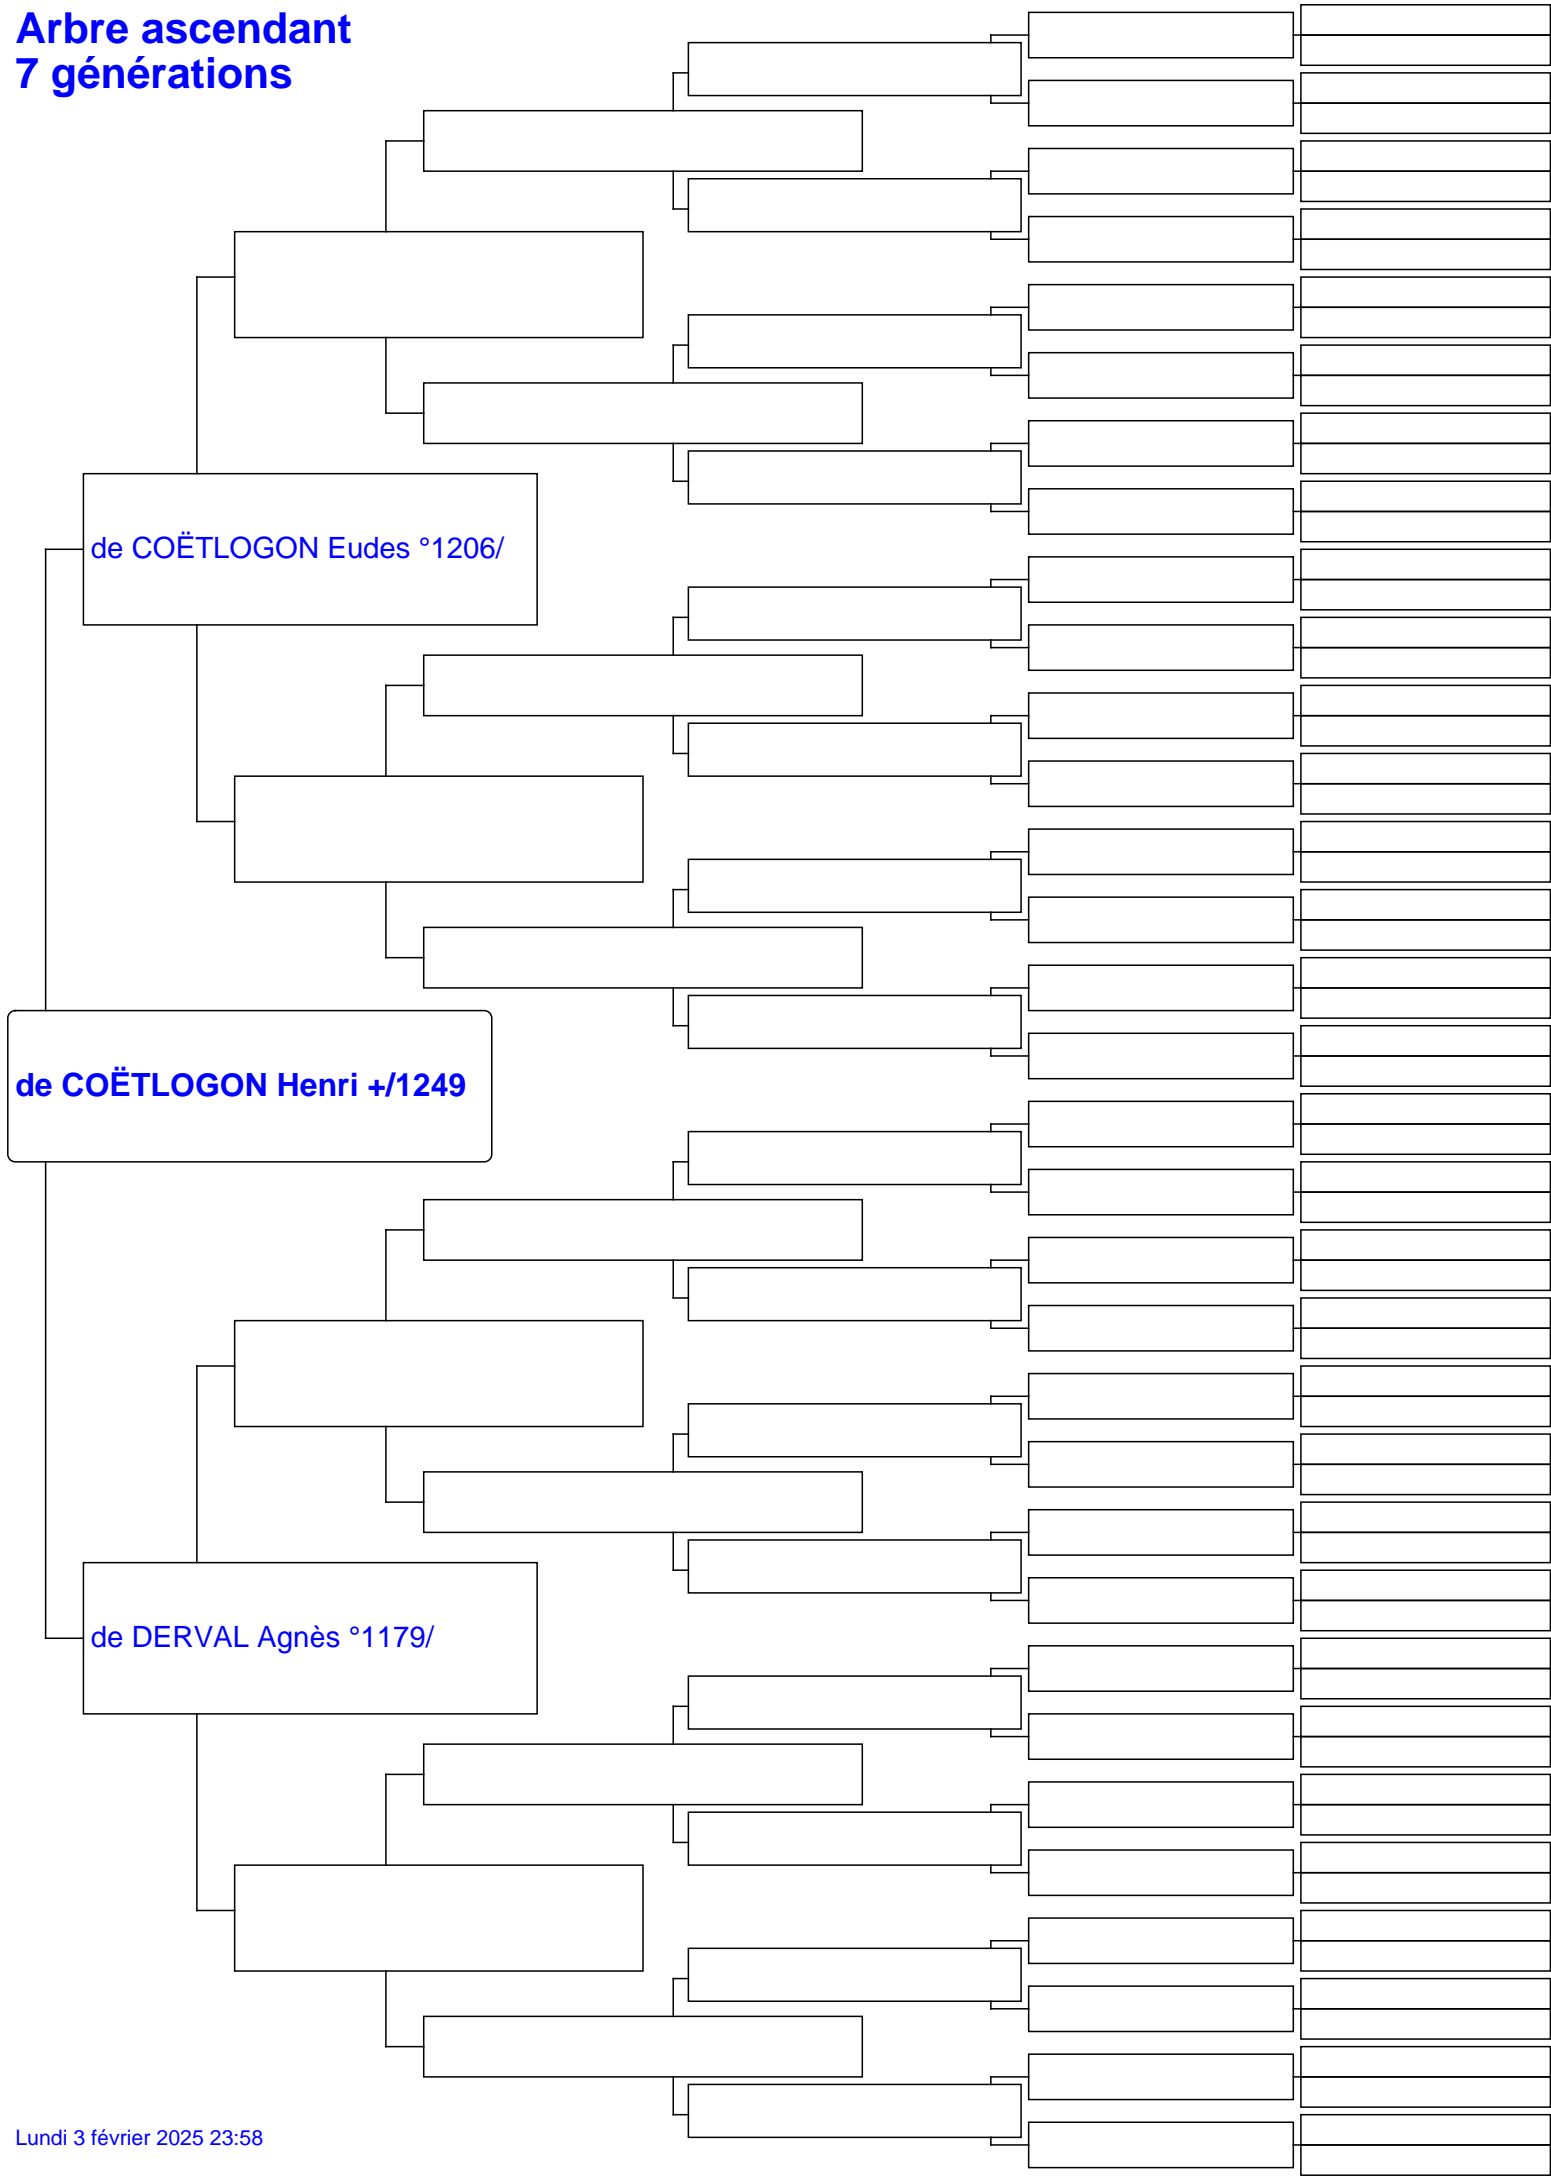 Arbre ascendant
7 générations
de COËTLOGON Eudes °1206/
de COËTLOGON Henri +/1249
de DERVAL Agnès °1179/
Lundi 3 février 2025 23:58